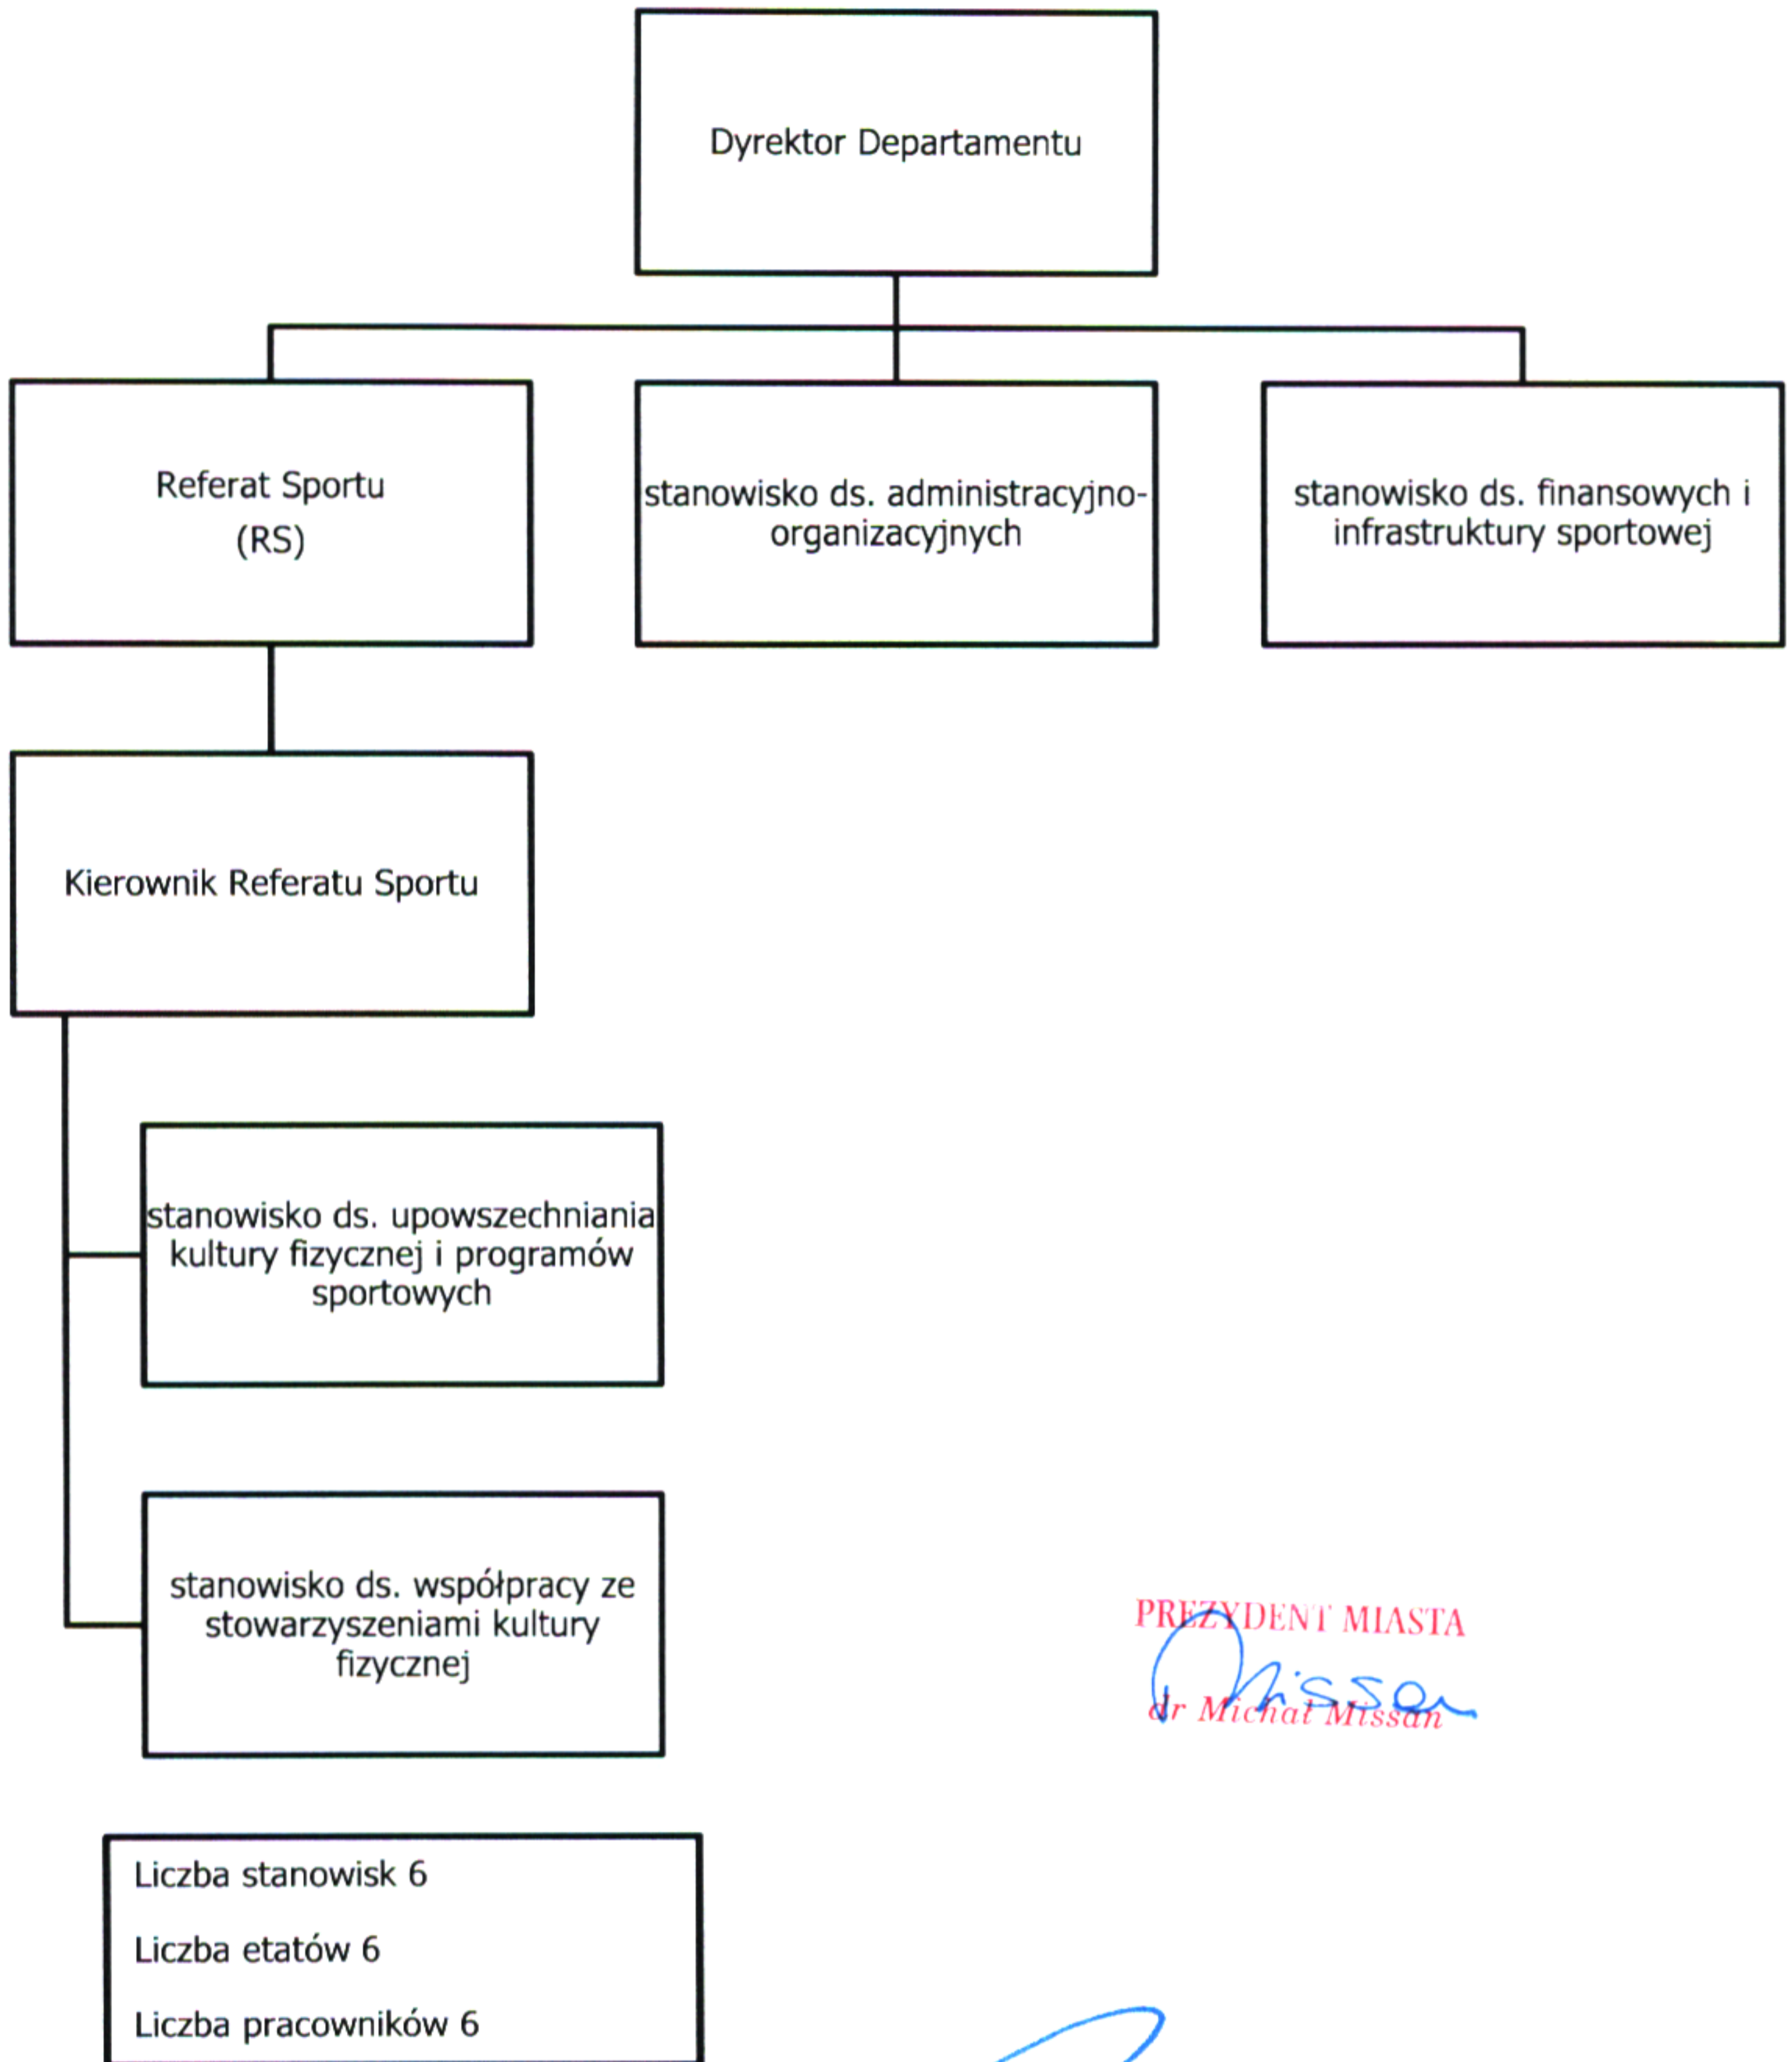 Dyrektor Departamentu
Referat Sportu
(RS)
stanowisko ds. administracyjno-
organizacyjnych
stanowisko ds. finansowych i
infrastruktury sportowej
Kierownik Referatu Sportu
stanowisko ds. upowszechniania
kultury fizycznej i programów
sportowych
stanowisko ds. współpracy ze
stowarzyszeniami kultury
fizycznej
PREZYDENT MIASTA
Missan
dr Michał Missan
Liczba stanowisk 6
Liczba etatów 6
Liczba pracowników 6